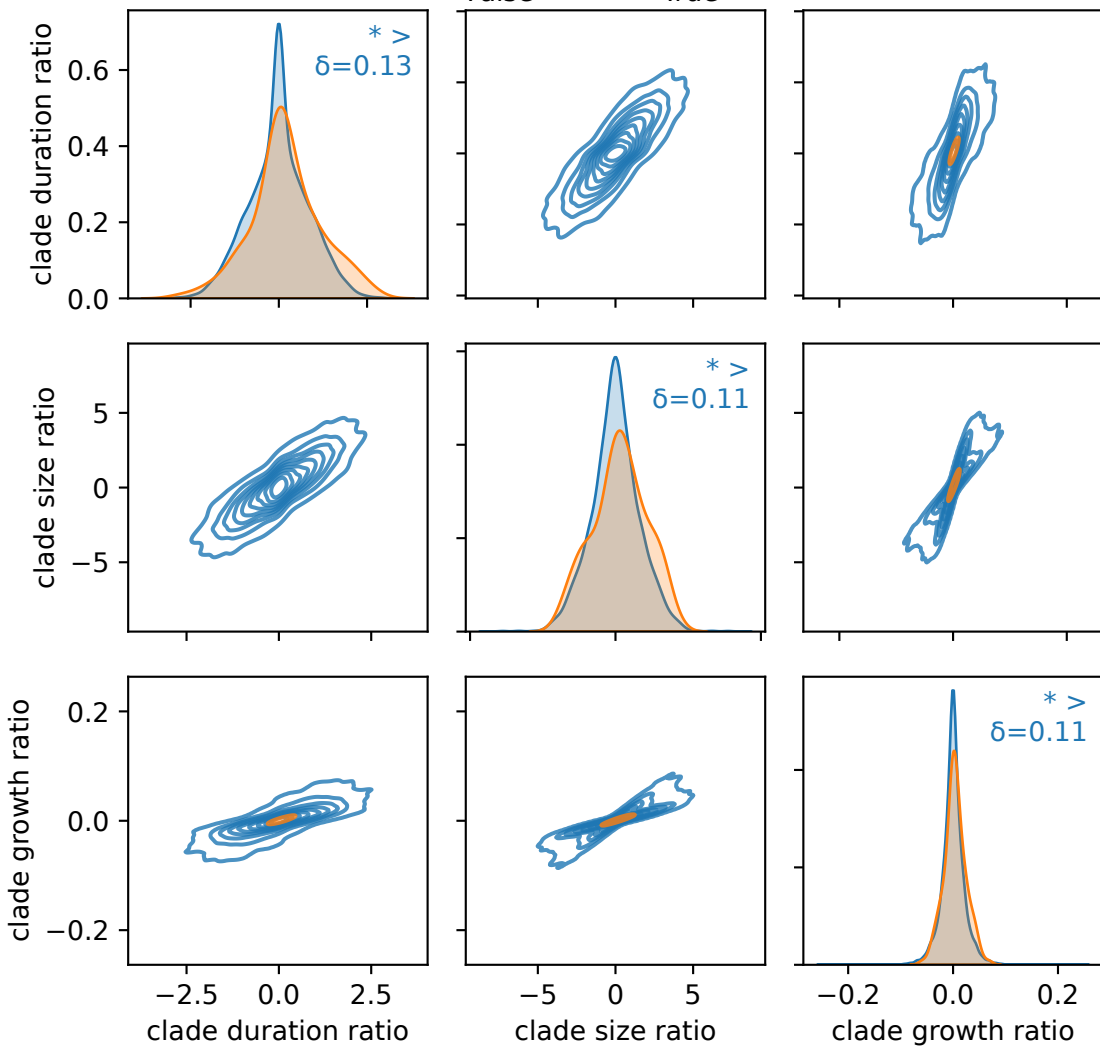 * >
δ=0.13
clade duration ratio
0.6
0.4
0.2
0.0
* >
δ=0.11
clade size ratio
5
0
−5
* >
δ=0.11
clade growth ratio
0.2
0.0
−0.2
−2.5 0.0 2.5
−5 0 5
−0.2 0.0 0.2
clade duration ratio
clade size ratio
clade growth ratio